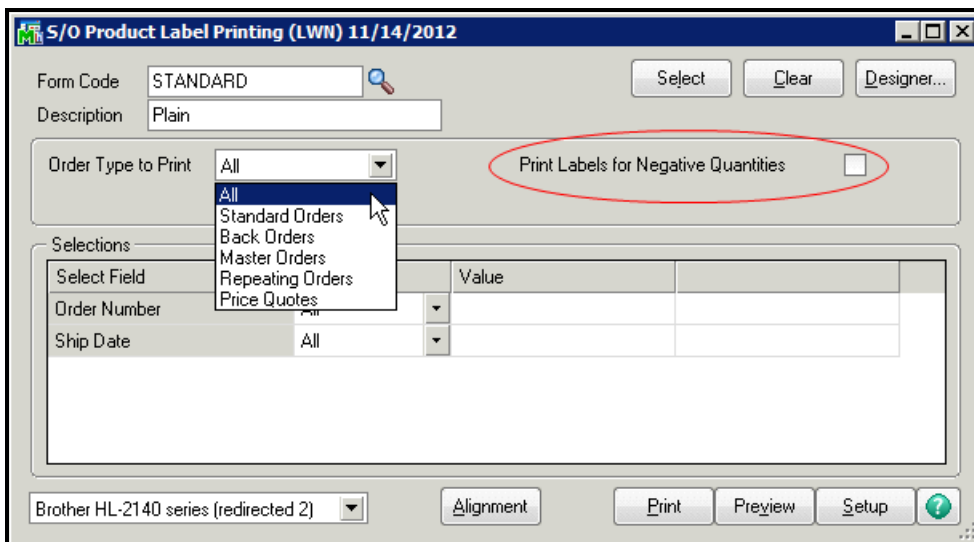 S/O Product Label Printing (LWN) 11/14/2012
Form Code STANDARD Select Clear Designer...
Description Plain
Order Type to Print All Print Labels for Negative Quantities
All
Standard Orders
Back Orders
Master Orders
Repeating Orders
Price Quotes
Selections
Select Field Value
Order Number All
Ship Date All
Brother HL-2140 series (redirected 2) Alignment Print Preview Setup ?